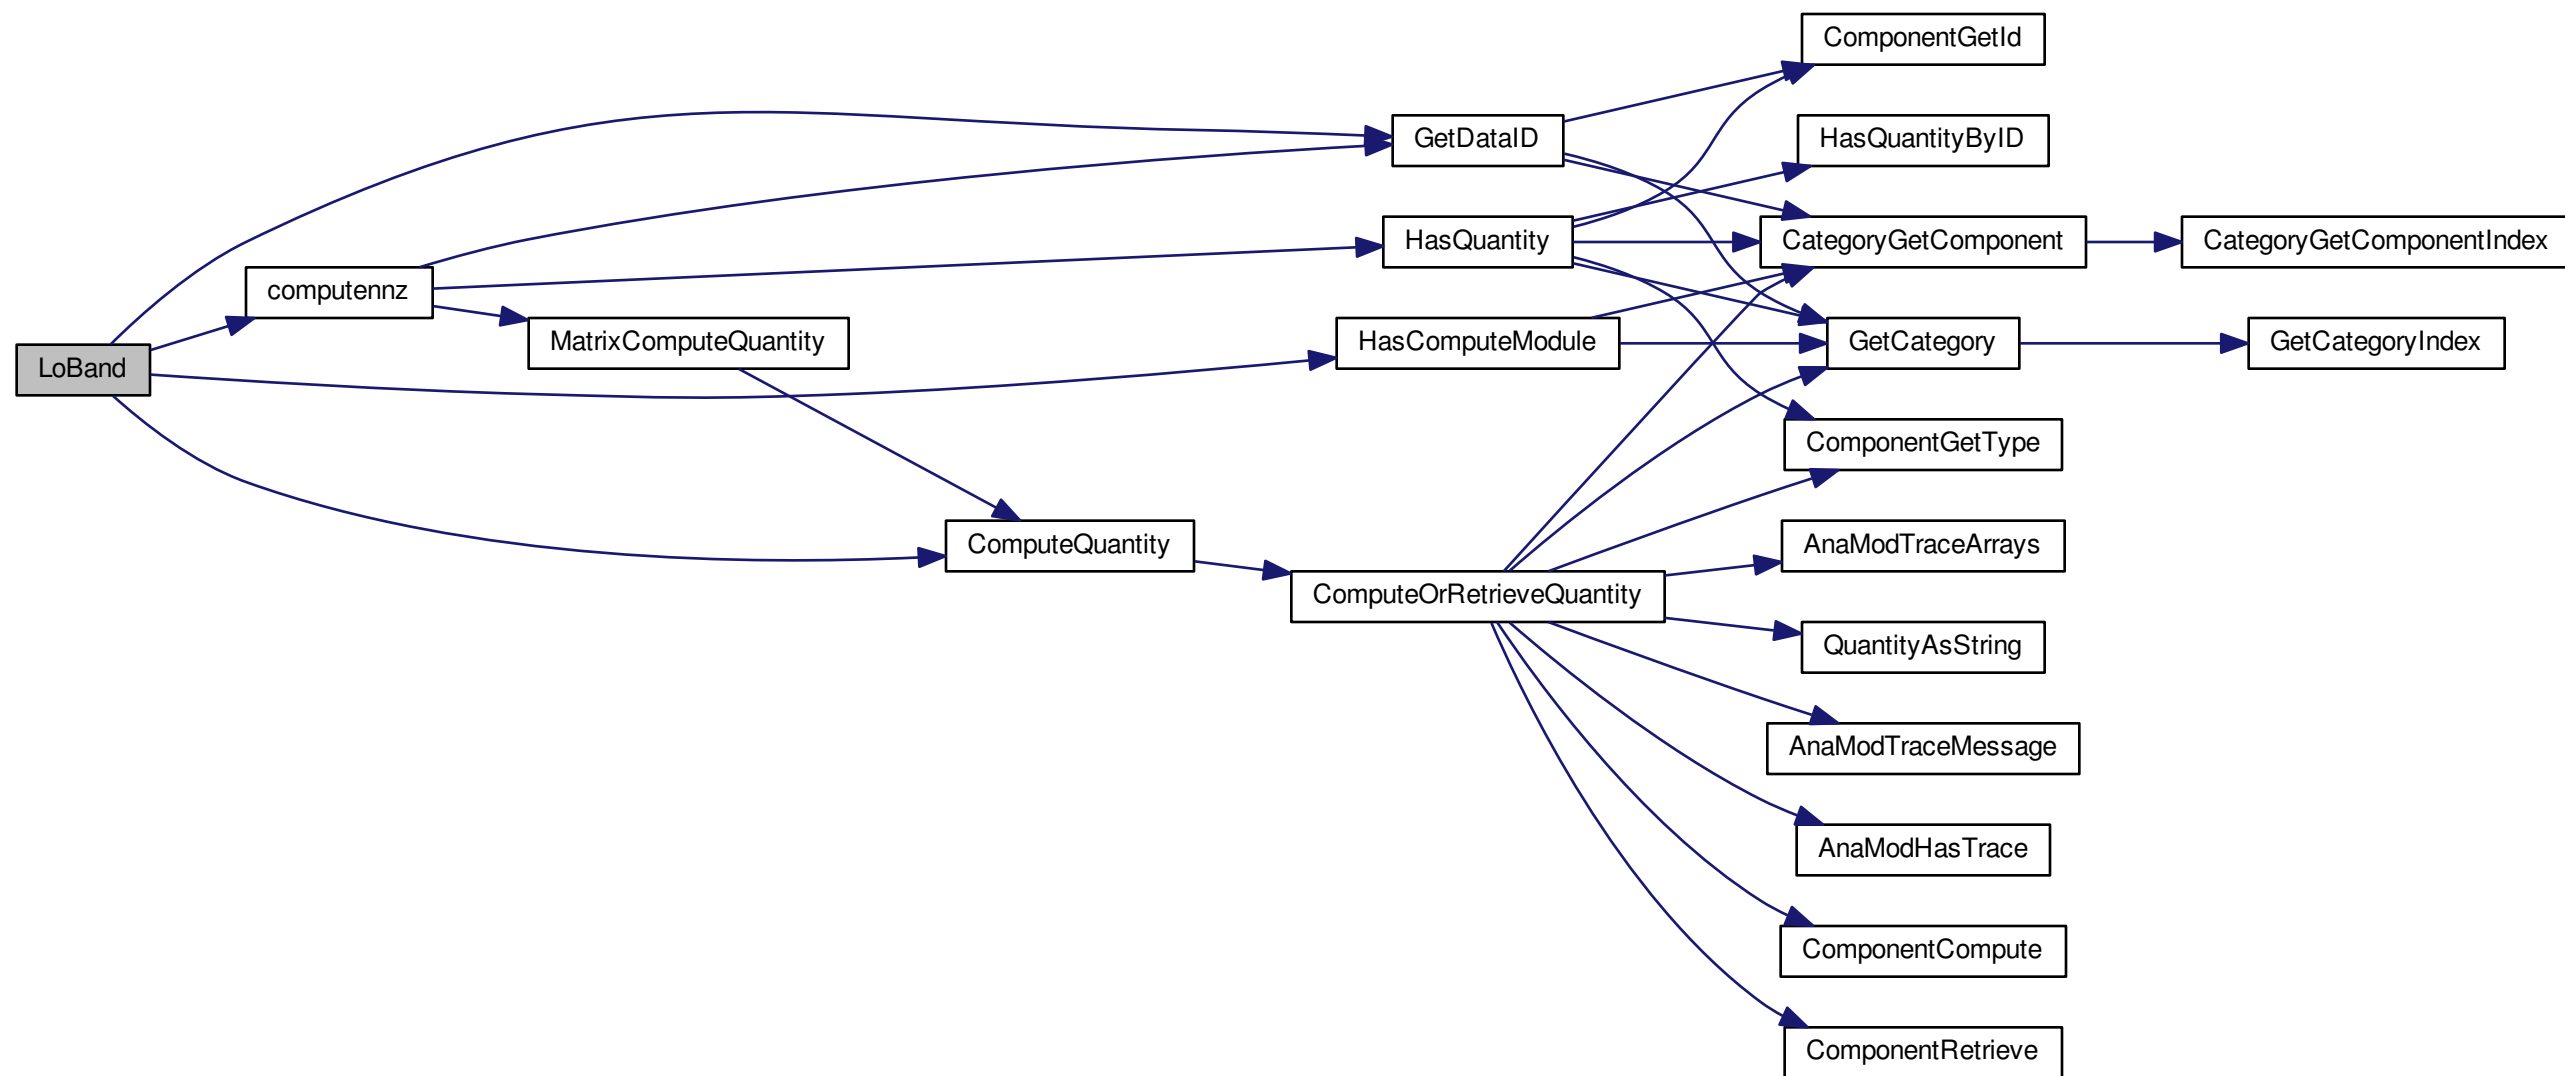 ComponentGetId
GetDataID
HasQuantityByID
HasQuantity
CategoryGetComponent
CategoryGetComponentIndex
computennz
MatrixComputeQuantity
HasComputeModule
GetCategory
GetCategoryIndex
LoBand
ComponentGetType
ComputeQuantity
AnaModTraceArrays
ComputeOrRetrieveQuantity
QuantityAsString
AnaModTraceMessage
AnaModHasTrace
ComponentCompute
ComponentRetrieve